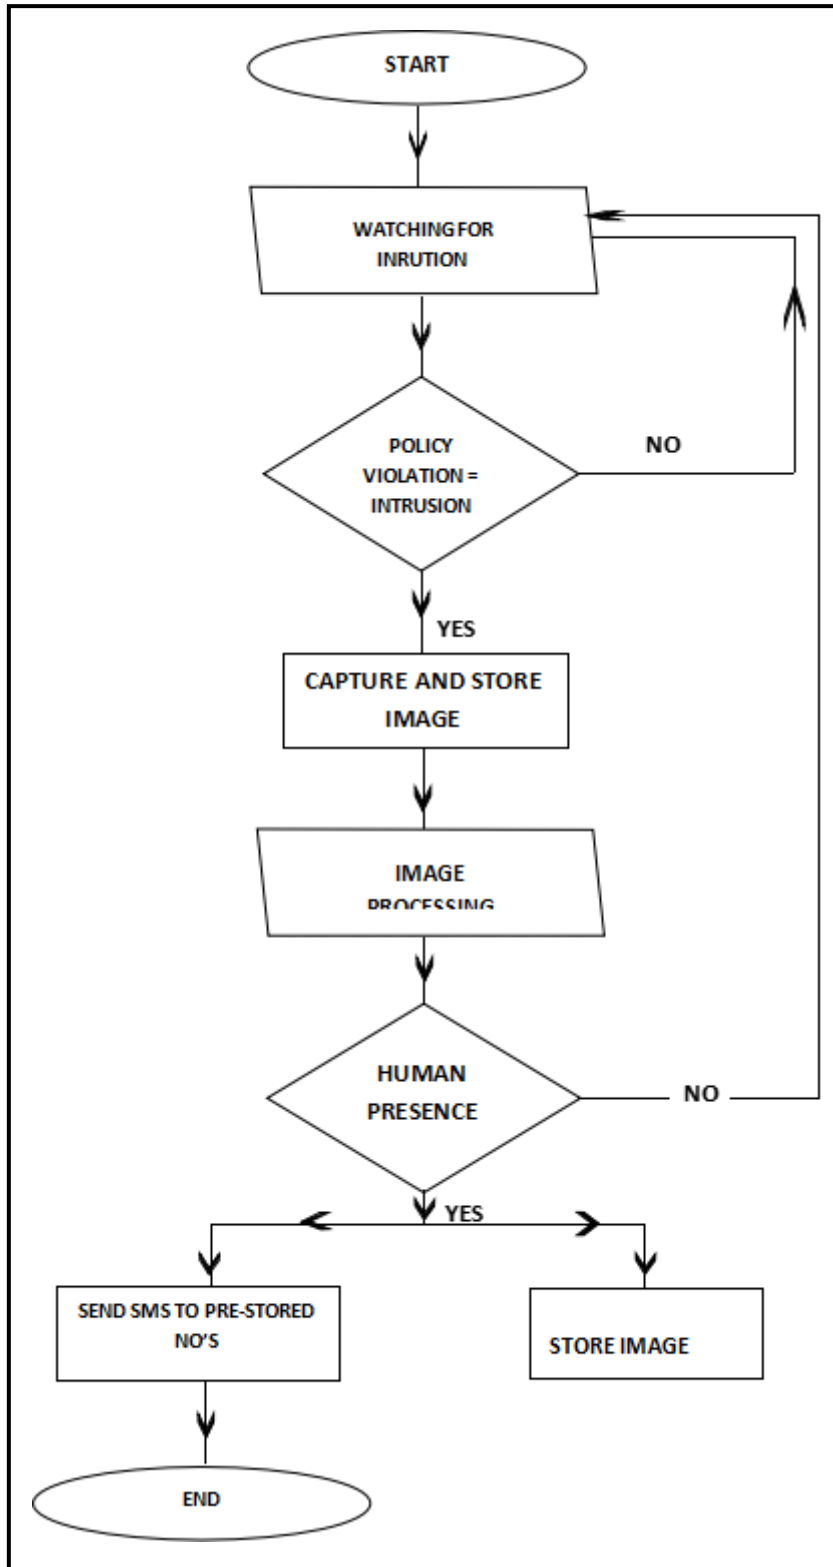 START
WATCHING FOR
INRUTION
POLICY
VIOLATION =
INTRUSION
NO
YES
CAPTURE AND STORE
IMAGE
IMAGE
PROCESSING
HUMAN
PRESENCE
NO
YES
SEND SMS TO PRE-STORED
NO'S
STORE IMAGE
END